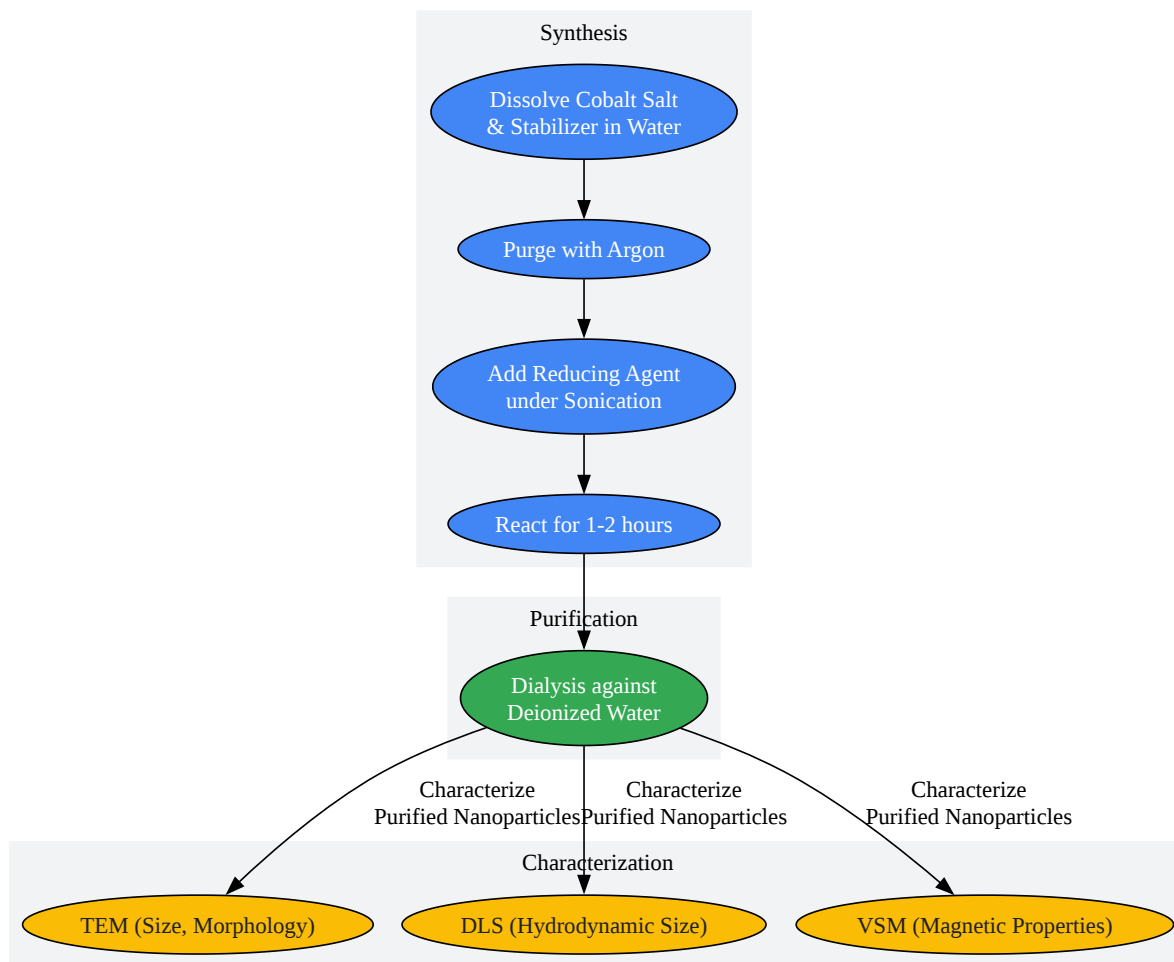 Synthesis
Dissolve Cobalt Salt
& Stabilizer in Water
Purge with Argon
Add Reducing Agent
under Sonication
React for 1-2 hours
Purification
Dialysis against
Deionized Water
Characterize
Purified Nanoparticles
Characterize
Purified Nanoparticles
Characterize
Purified Nanoparticles
Characterization
TEM (Size, Morphology)
DLS (Hydrodynamic Size)
VSM (Magnetic Properties)